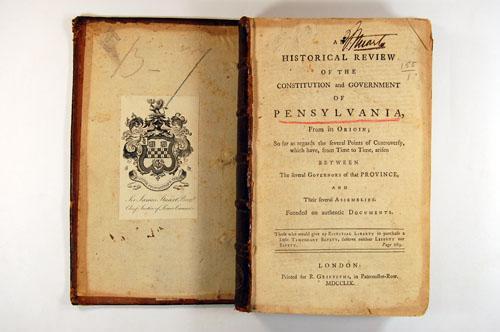 Sir James Stuart Baronet
Chief Justice of Lower Canada
A
Stuart
HISTORICAL REVIEW
OF THE
CONSTITUTION and GOVERNMENT
OF
PENSYLVANIA,
From its ORIGIN;
So far as regards the several Points of Controversy,
which have, from Time to Time, arisen
BETWEEN
The several GOVERNORS of that PROVINCE,
AND
Their several ASSEMBLIES.
Founded on authentic DOCUMENTS.
Those who would give up ESSENTIAL LIBERTY to purchase a
little TEMPORARY SAFETY, deserve neither LIBERTY nor
SAFETY. Page 289.
LONDON:
Printed for R. GRIFFITHS, in Paternoster-Row.
MDCCLIX.